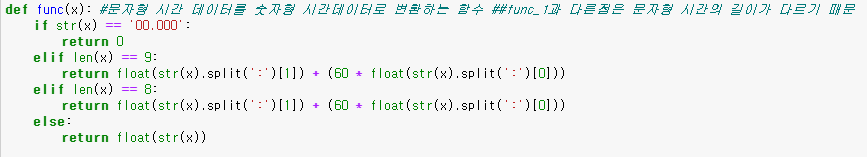 def func(x): #문자형 시간 데이터를 숫자형 시간데이터로 변환하는 함수 ##func_1과 다른점은 문자형 시간의 길이가 다르기 때문
    if str(x) == '00.000':
        return 0
    elif len(x) == 9:
        return float(str(x).split(':')[1]) + (60 * float(str(x).split(':')[0]))
    elif len(x) == 8:
        return float(str(x).split(':')[1]) + (60 * float(str(x).split(':')[0]))
    else:
        return float(str(x))